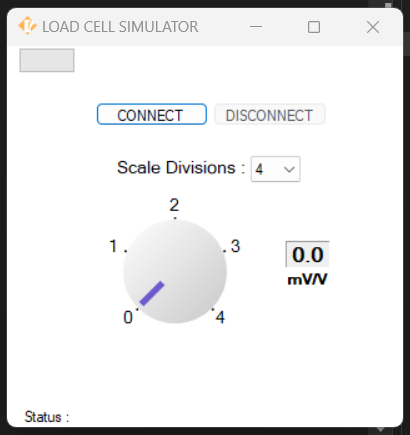 LOAD CELL SIMULATOR
CONNECT DISCONNECT
Scale Divisions : 4
2
1 3
0.0
mV/V
0 4
Status :